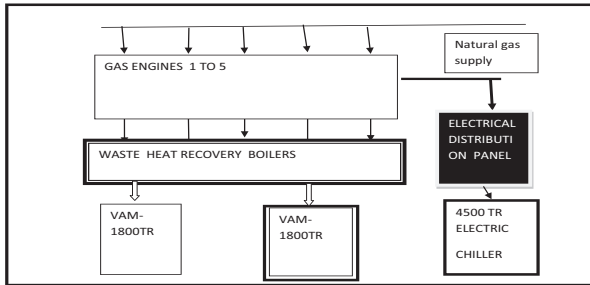 Natural gas
supply
GAS ENGINES 1 TO 5
ELECTRICAL
DISTRIBUTI
ON PANEL
WASTE HEAT RECOVERY BOILERS
VAM-
1800TR
VAM-
1800TR
4500 TR
ELECTRIC
CHILLER